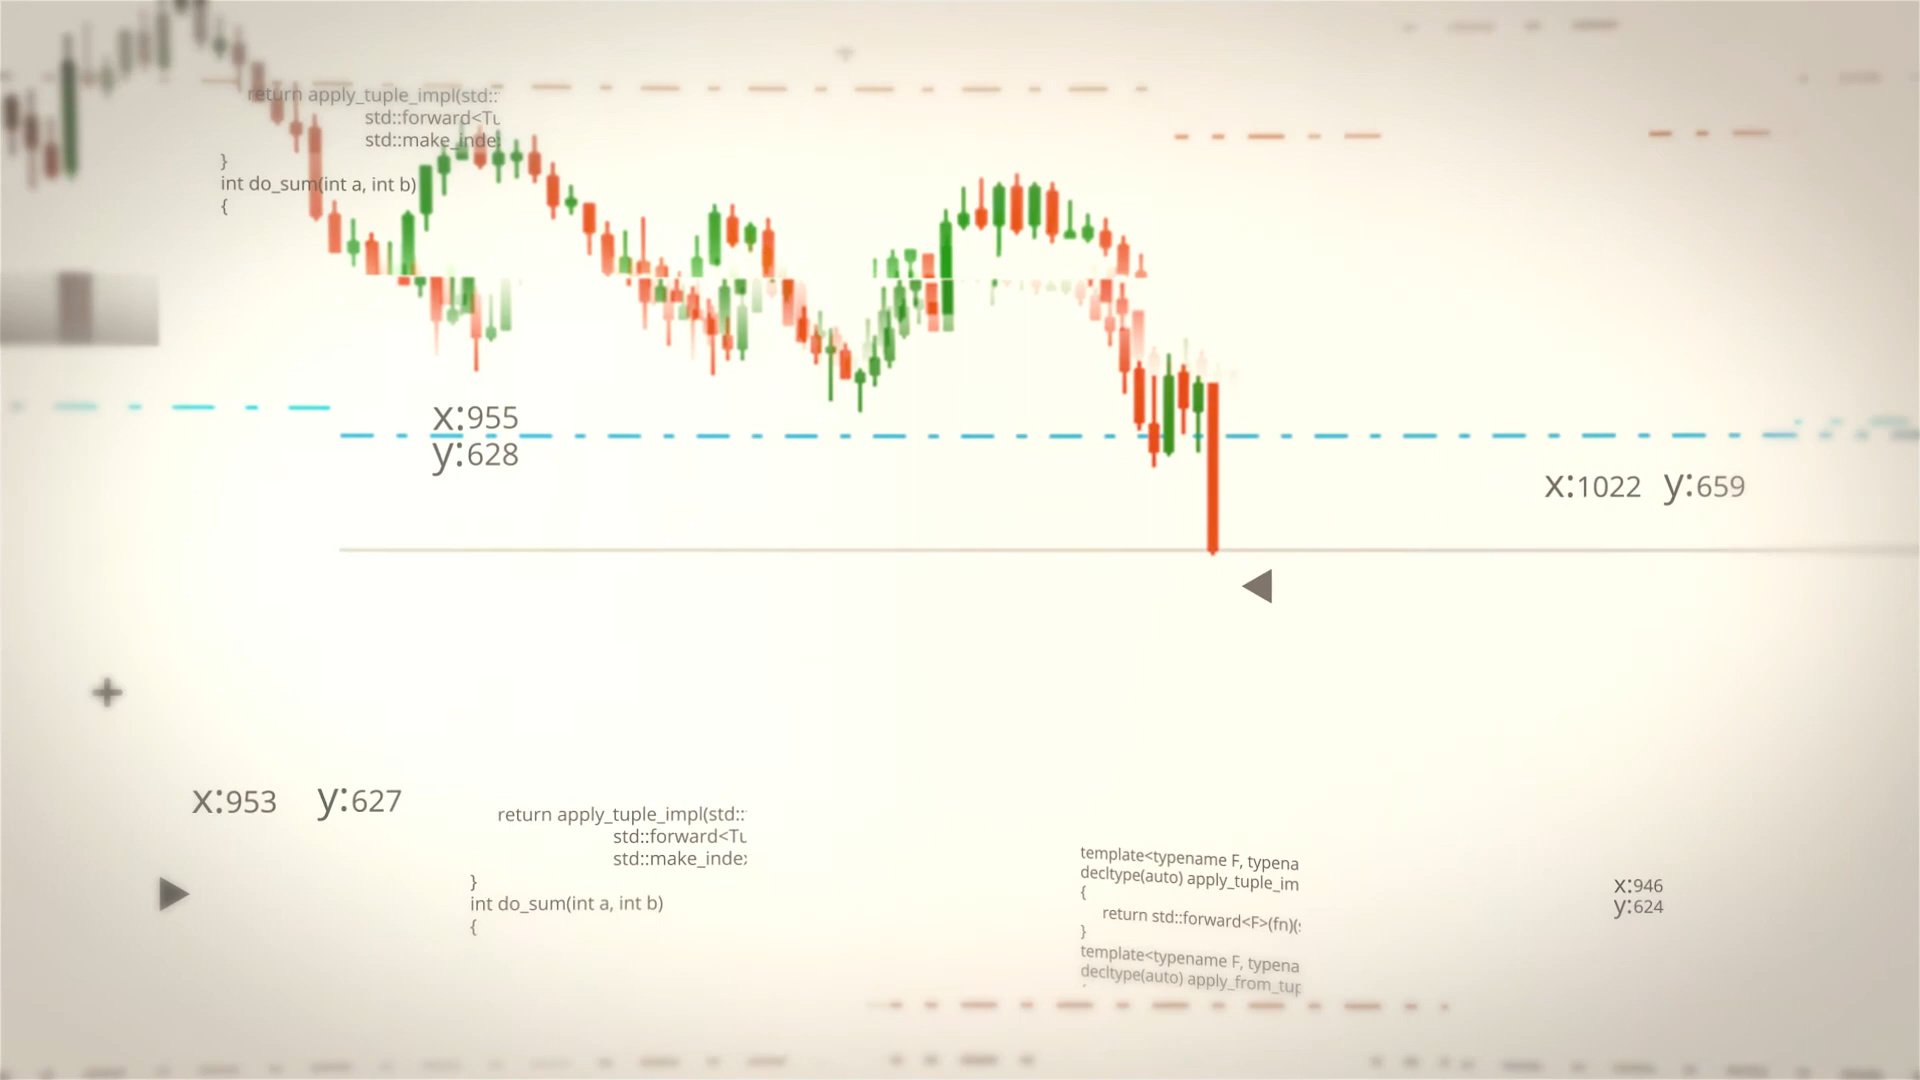 return apply_tuple_impl(std::
std::forward<Tu
std::make_inde
}
int do_sum(int a, int b)
{
x:955
y:628
x:1022 y:659
x:953 y:627
return apply_tuple_impl(std::
std::forward<Tu
std::make_index
}
int do_sum(int a, int b)
{
template<typename F, typena
decltype(auto) apply_tuple_im
{
return std::forward<F>(fn)(s
}
template<typename F, typena
decltype(auto) apply_from_tup
x:946
y:624